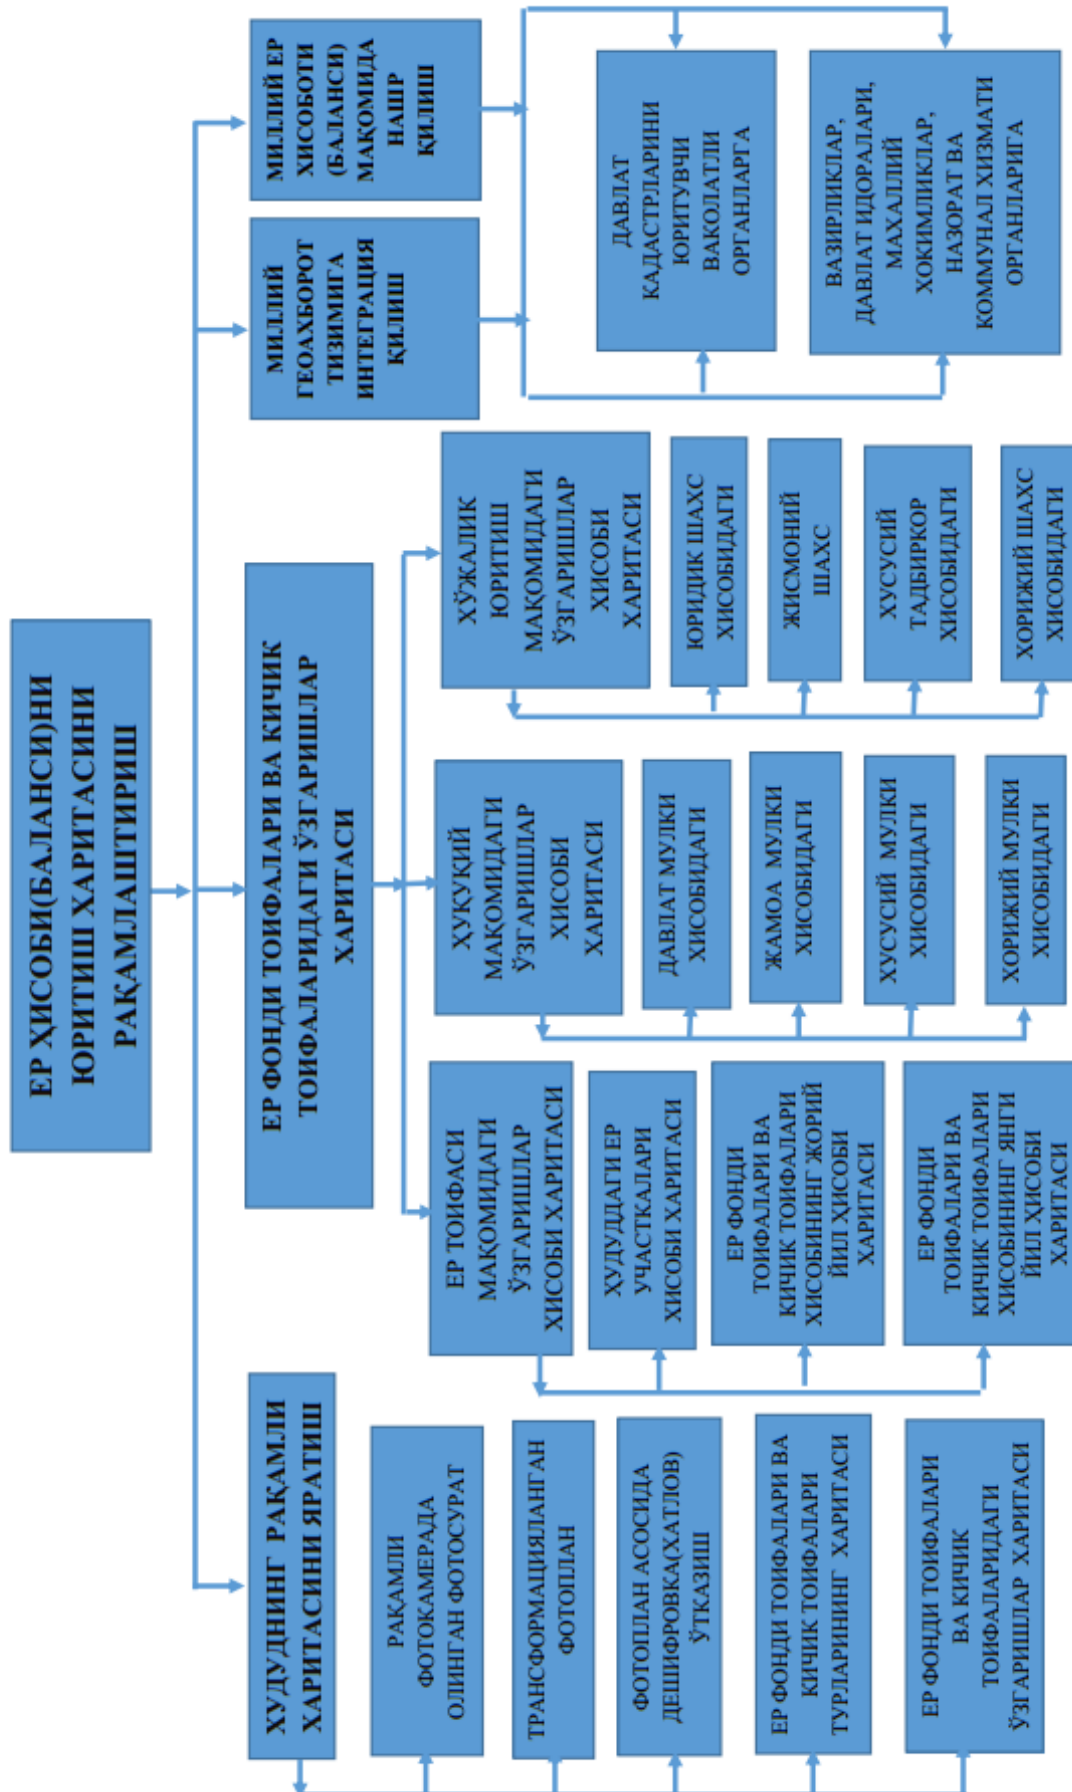 ЕР ҲИСОБИ(БАЛАНСИ)НИ
ЮРИТИШ ХАРИТАСИНИ
РАҚАМЛАШТИРИШ
ХУДУДНИНГ РАҚАМЛИ
ХАРИТАСИНИ ЯРАТИШ
РАҚАМЛИ
ФОТОКАМЕРАДА
ОЛИНГАН ФОТОСУРАТ
ТРАНСФОРМАЦИЯЛАНГАН
ФОТОПЛАН
ФОТОПЛАН АСОСИДА
ДЕШИФРОВКА(ХАТЛОВ)
ЎТКАЗИШ
ЕР ФОНДИ ТОИФАЛАРИ ВА
КИЧИК ТОИФАЛАРИ
ТУРЛАРИНИНГ ХАРИТАСИ
ЕР ФОНДИ ТОИФАЛАРИ
ВА КИЧИК
ТОИФАЛАРИДАГИ
ЎЗГАРИШЛАР ХАРИТАСИ
ЕР ФОНДИ ТОИФАЛАРИ ВА КИЧИК
ТОИФАЛАРИДАГИ ЎЗГАРИШЛАР
ХАРИТАСИ
ЕР ТОИФАСИ
МАҚОМИДАГИ
ЎЗГАРИШЛАР
ХИСОБИ ХАРИТАСИ
ҲУДУДДАГИ ЕР
УЧАСТКАЛАРИ
ХИСОБИ ХАРИТАСИ
ЕР ФОНДИ
ТОИФАЛАРИ ВА
КИЧИК ТОИФАЛАРИ
ХИСОБИНИНГ ЖОРИЙ
ЙИЛ ҲИСОБИ
ХАРИТАСИ
ЕР ФОНДИ
ТОИФАЛАРИ ВА
КИЧИК ТОИФАЛАРИ
ХИСОБИНИНГ ЯНГИ
ЙИЛ ҲИСОБИ
ХАРИТАСИ
ҲУҚУҚИЙ
МАҚОМИДАГИ
ЎЗГАРИШЛАР
ХИСОБИ
ХАРИТАСИ
ДАВЛАТ МУЛКИ
ХИСОБИДАГИ
ЖАМОА МУЛКИ
ХИСОБИДАГИ
ХУСУСИЙ МУЛКИ
ХИСОБИДАГИ
ХОРИЖИЙ МУЛКИ
ХИСОБИДАГИ
ХЎЖАЛИК
ЮРИТИШ
МАҚОМИДАГИ
ЎЗГАРИШЛАР
ХИСОБИ
ХАРИТАСИ
ЮРИДИК ШАХС
ХИСОБИДАГИ
ЖИСМОНИЙ
ШАХС
ХУСУСИЙ
ТАДБИРКОР
ХИСОБИДАГИ
ХОРИЖИЙ ШАХС
ХИСОБИДАГИ
МИЛЛИЙ
ГЕОАХБОРОТ
ТИЗИМИГА
ИНТЕГРАЦИЯ
ҚИЛИШ
МИЛЛИЙ ЕР
ХИСОБОТИ
(БАЛАНСИ)
МАҚОМИДА
НАШР
ҚИЛИШ
ДАВЛАТ
КАДАСТРЛАРИНИ
ЮРИТУВЧИ
ВАКОЛАТЛИ
ОРГАНЛАРГА
ВАЗИРЛИКЛАР,
ДАВЛАТ ИДОРАЛАРИ,
МАХАЛЛИЙ
ХОКИМЛИКЛАР,
НАЗОРАТ ВА
КОММУНАЛ ХИЗМАТИ
ОРГАНЛАРИГА